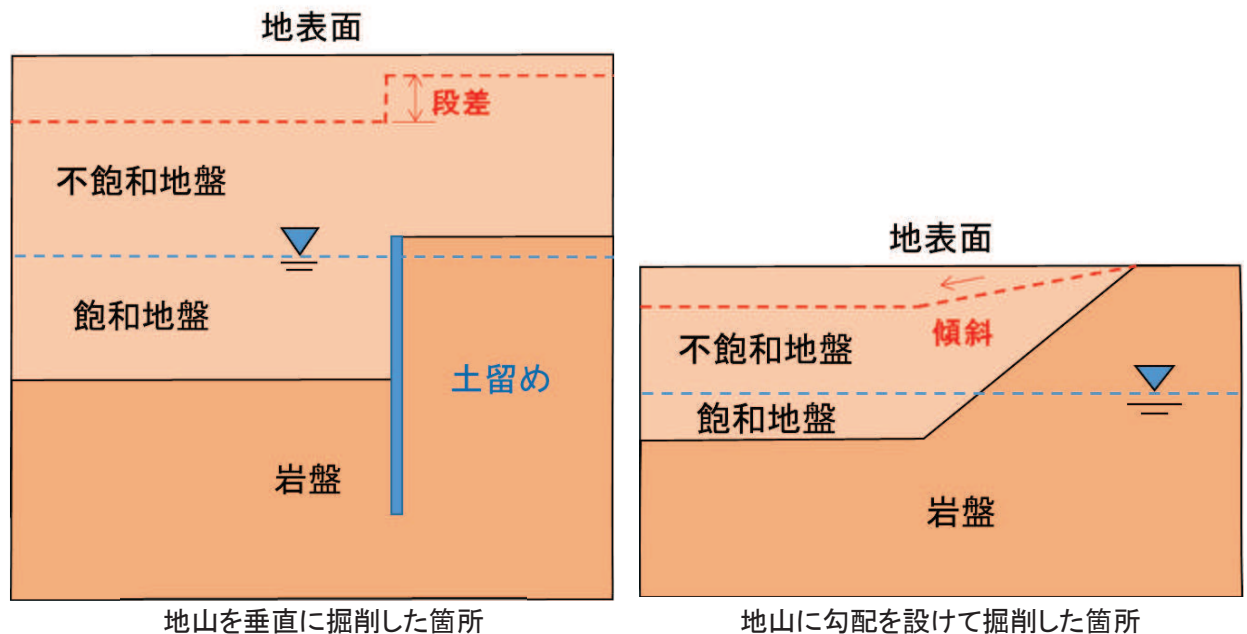 地表面
段差
不飽和地盤
飽和地盤
土留め
岩盤
地山を垂直に掘削した箇所
地表面
傾斜
不飽和地盤
飽和地盤
岩盤
地山に勾配を設けて掘削した箇所